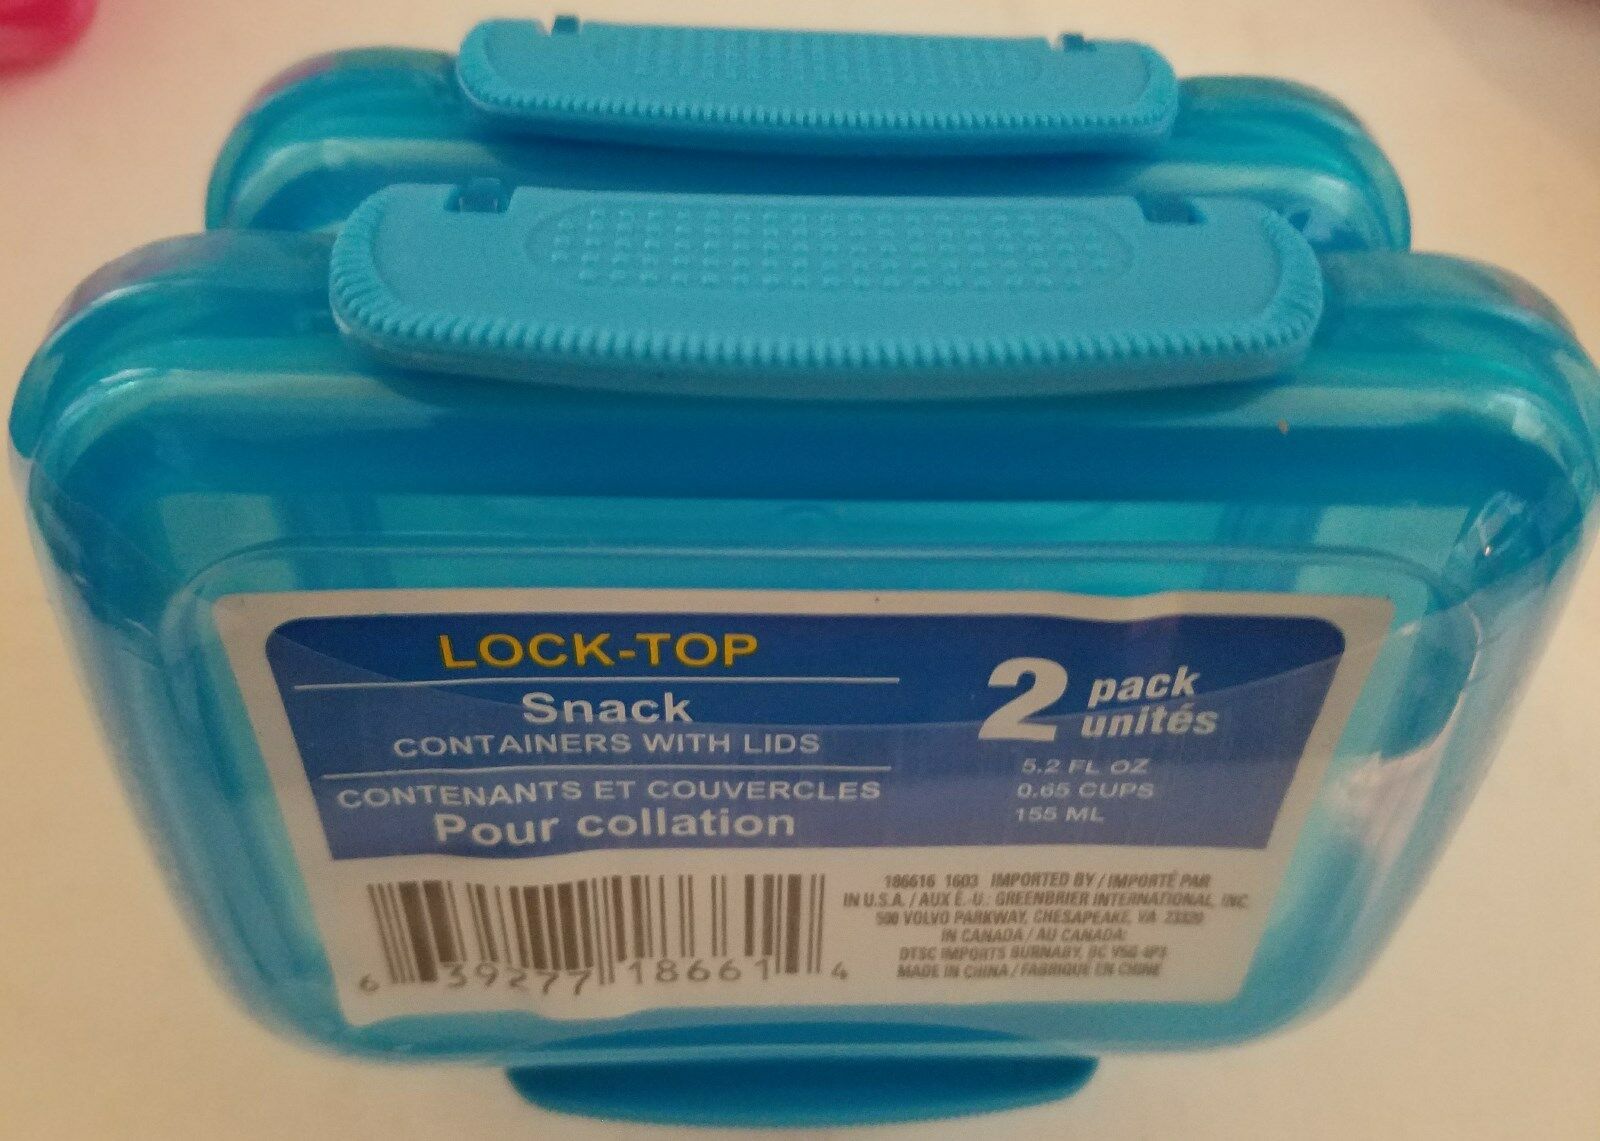 LOCK-TOP
Snack
CONTAINERS WITH LIDS
CONTENANTS ET COUVERCLES
Pour collation
2 pack
unités
5.2 FL OZ
0.65 CUPS
155 ML
6 39277 18661 4
186616 1603 IMPORTED BY / IMPORTÉ PAR
IN U.S.A. / AUX É.-U.: GREENBRIER INTERNATIONAL, INC.
500 VOLVO PARKWAY, CHESAPEAKE, VA 23320
IN CANADA / AU CANADA:
DTSC IMPORTS BURNABY, BC V5G 4P3
MADE IN CHINA / FABRIQUÉ EN CHINE